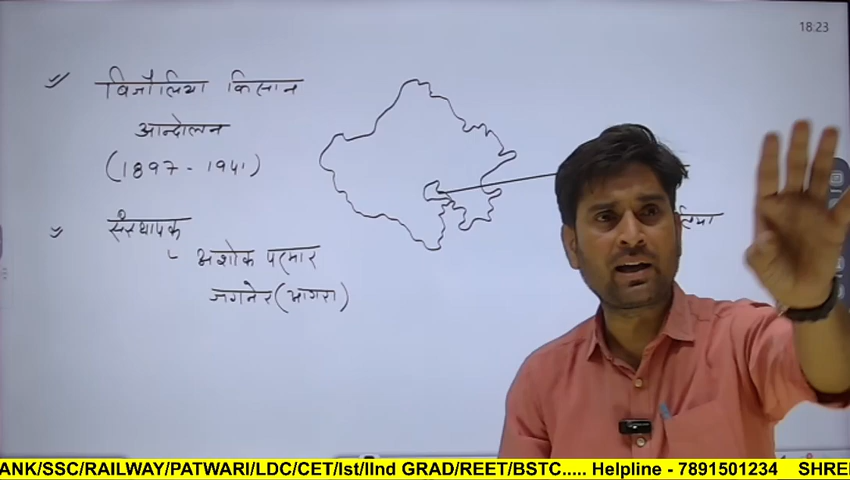 18:23
बिजौलिया किसान
आन्दोलन
(1897 - 1941)
संस्थापक
अशोक परमार
जगनेर (आगरा)
ANK/SSC/RAILWAY/PATWARI/LDC/CET/Ist/IInd GRAD/REET/BSTC..... Helpline - 7891501234 SHRE